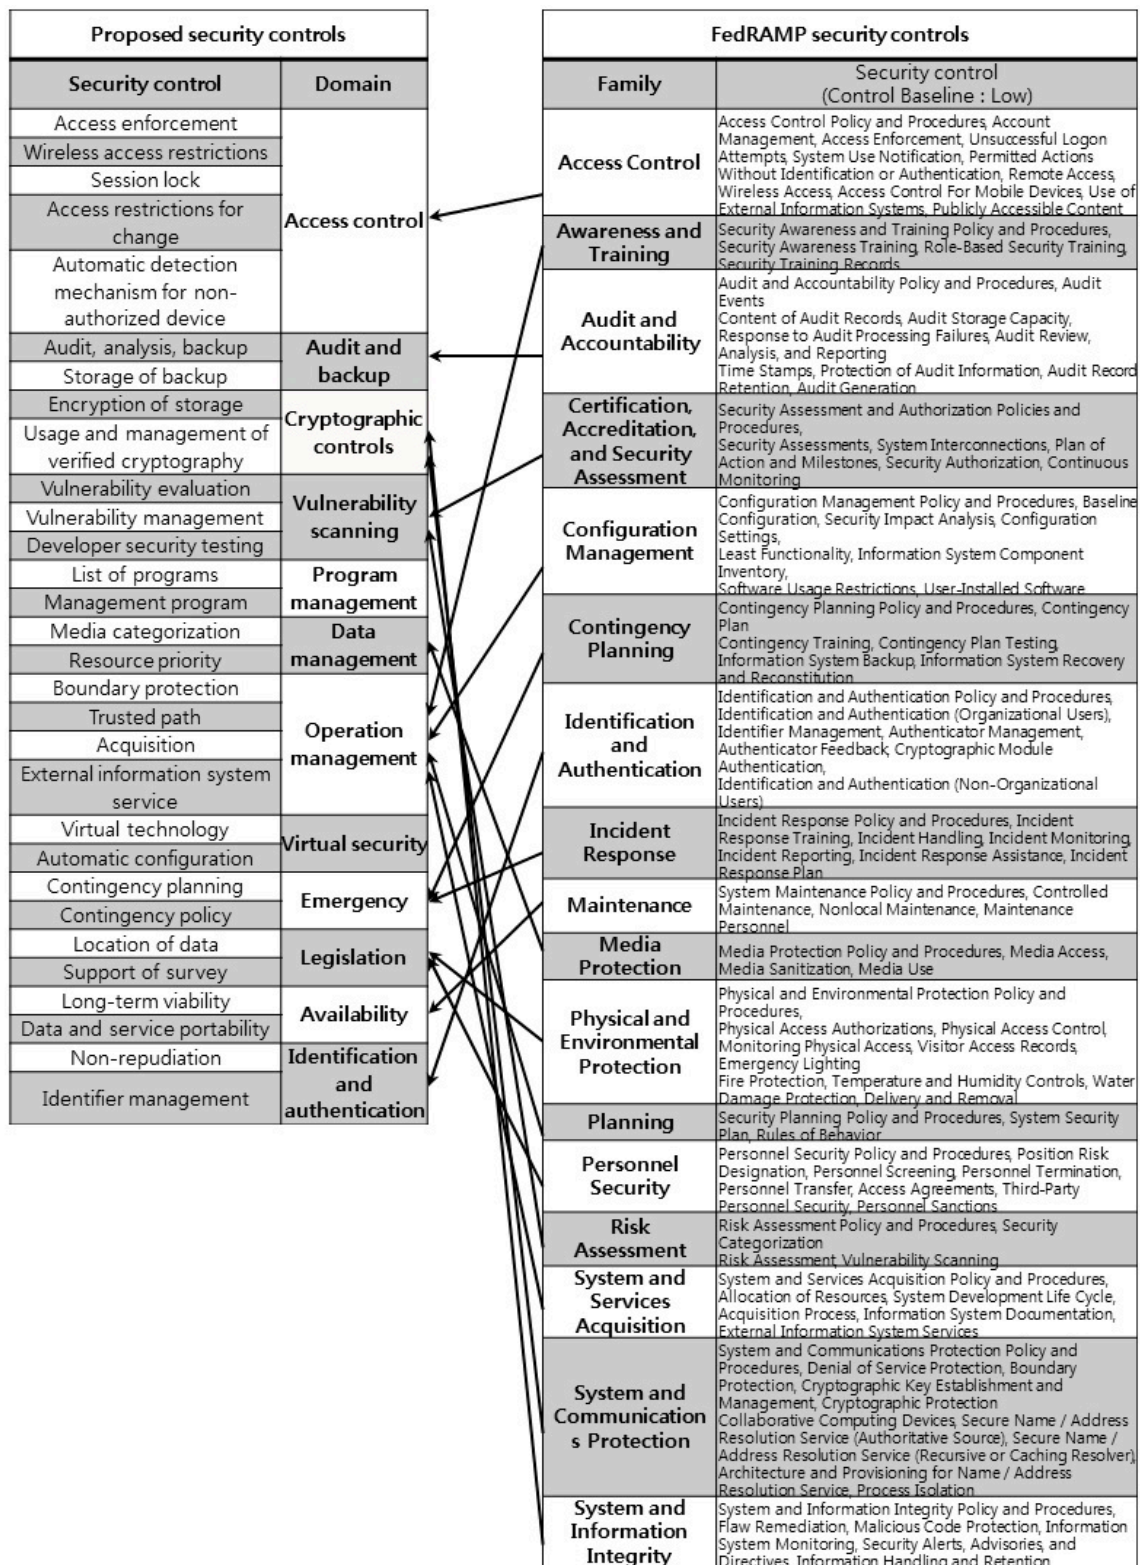 Proposed security controls
Security control
Domain
Access enforcement
Wireless access restrictions
Session lock
Access restrictions for
change
Automatic detection
mechanism for non-
authorized device
Access control
Audit, analysis, backup
Storage of backup
Audit and
backup
Encryption of storage
Usage and management of
verified cryptography
Cryptographic
controls
Vulnerability evaluation
Vulnerability management
Developer security testing
Vulnerability
scanning
List of programs
Management program
Program
management
Media categorization
Resource priority
Data
management
Boundary protection
Trusted path
Acquisition
External information system
service
Operation
management
Virtual technology
Automatic configuration
Virtual security
Contingency planning
Contingency policy
Emergency
Location of data
Support of survey
Legislation
Long-term viability
Data and service portability
Availability
Non-repudiation
Identifier management
Identification
and
authentication
FedRAMP security controls
Family
Security control
(Control Baseline : Low)
Access Control
Access Control Policy and Procedures, Account
Management, Access Enforcement, Unsuccessful Logon
Attempts, System Use Notification, Permitted Actions
Without Identification or Authentication, Remote Access,
Wireless Access, Access Control For Mobile Devices, Use of
External Information Systems, Publicly Accessible Content
Awareness and
Training
Security Awareness and Training Policy and Procedures,
Security Awareness Training, Role-Based Security Training,
Security Training Records
Audit and
Accountability
Audit and Accountability Policy and Procedures, Audit
Events
Content of Audit Records, Audit Storage Capacity,
Response to Audit Processing Failures, Audit Review,
Analysis, and Reporting
Time Stamps, Protection of Audit Information, Audit Record
Retention, Audit Generation
Certification,
Accreditation,
and Security
Assessment
Security Assessment and Authorization Policies and
Procedures,
Security Assessments, System Interconnections, Plan of
Action and Milestones, Security Authorization, Continuous
Monitoring
Configuration
Management
Configuration Management Policy and Procedures, Baseline
Configuration, Security Impact Analysis, Configuration
Settings,
Least Functionality, Information System Component
Inventory,
Software Usage Restrictions, User-Installed Software
Contingency
Planning
Contingency Planning Policy and Procedures, Contingency
Plan
Contingency Training, Contingency Plan Testing,
Information System Backup, Information System Recovery
and Reconstitution
Identification
and
Authentication
Identification and Authentication Policy and Procedures,
Identification and Authentication (Organizational Users),
Identifier Management, Authenticator Management,
Authenticator Feedback, Cryptographic Module
Authentication,
Identification and Authentication (Non-Organizational
Users)
Incident
Response
Incident Response Policy and Procedures, Incident
Response Training, Incident Handling, Incident Monitoring,
Incident Reporting, Incident Response Assistance, Incident
Response Plan
Maintenance
System Maintenance Policy and Procedures, Controlled
Maintenance, Nonlocal Maintenance, Maintenance
Personnel
Media
Protection
Media Protection Policy and Procedures, Media Access,
Media Sanitization, Media Use
Physical and
Environmental
Protection
Physical and Environmental Protection Policy and
Procedures,
Physical Access Authorizations, Physical Access Control,
Monitoring Physical Access, Visitor Access Records,
Emergency Lighting
Fire Protection, Temperature and Humidity Controls, Water
Damage Protection, Delivery and Removal
Planning
Security Planning Policy and Procedures, System Security
Plan, Rules of Behavior
Personnel
Security
Personnel Security Policy and Procedures, Position Risk
Designation, Personnel Screening, Personnel Termination,
Personnel Transfer, Access Agreements, Third-Party
Personnel Security, Personnel Sanctions
Risk
Assessment
Risk Assessment Policy and Procedures, Security
Categorization
Risk Assessment, Vulnerability Scanning
System and
Services
Acquisition
System and Services Acquisition Policy and Procedures,
Allocation of Resources, System Development Life Cycle,
Acquisition Process, Information System Documentation,
External Information System Services
System and
Communication
s Protection
System and Communications Protection Policy and
Procedures, Denial of Service Protection, Boundary
Protection, Cryptographic Key Establishment and
Management, Cryptographic Protection
Collaborative Computing Devices, Secure Name / Address
Resolution Service (Authoritative Source), Secure Name /
Address Resolution Service (Recursive or Caching Resolver),
Architecture and Provisioning for Name / Address
Resolution Service, Process Isolation
System and
Information
Integrity
System and Information Integrity Policy and Procedures,
Flaw Remediation, Malicious Code Protection, Information
System Monitoring, Security Alerts, Advisories, and
Directives, Information Handling and Retention